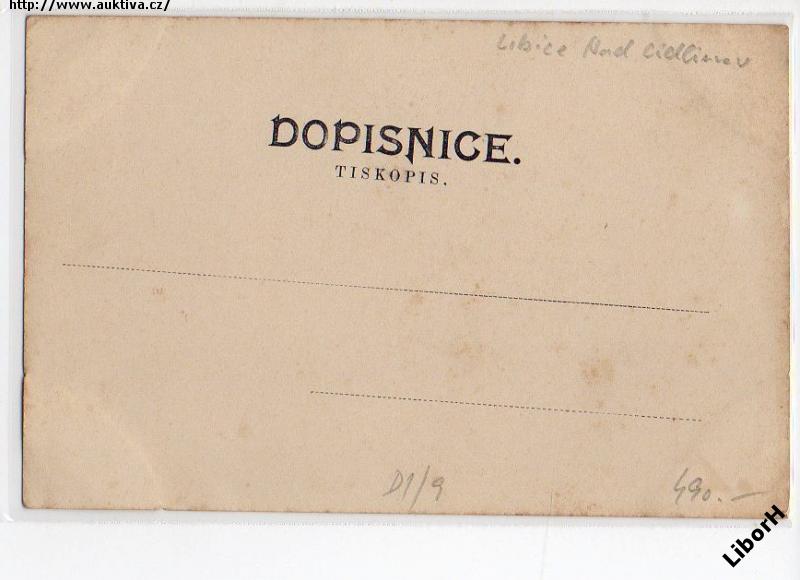 http://www.auktiva.cz/
Libice Nad Cidlinou
DOPISNICE.
TISKOPIS.
D1/9
490.—
LiborH